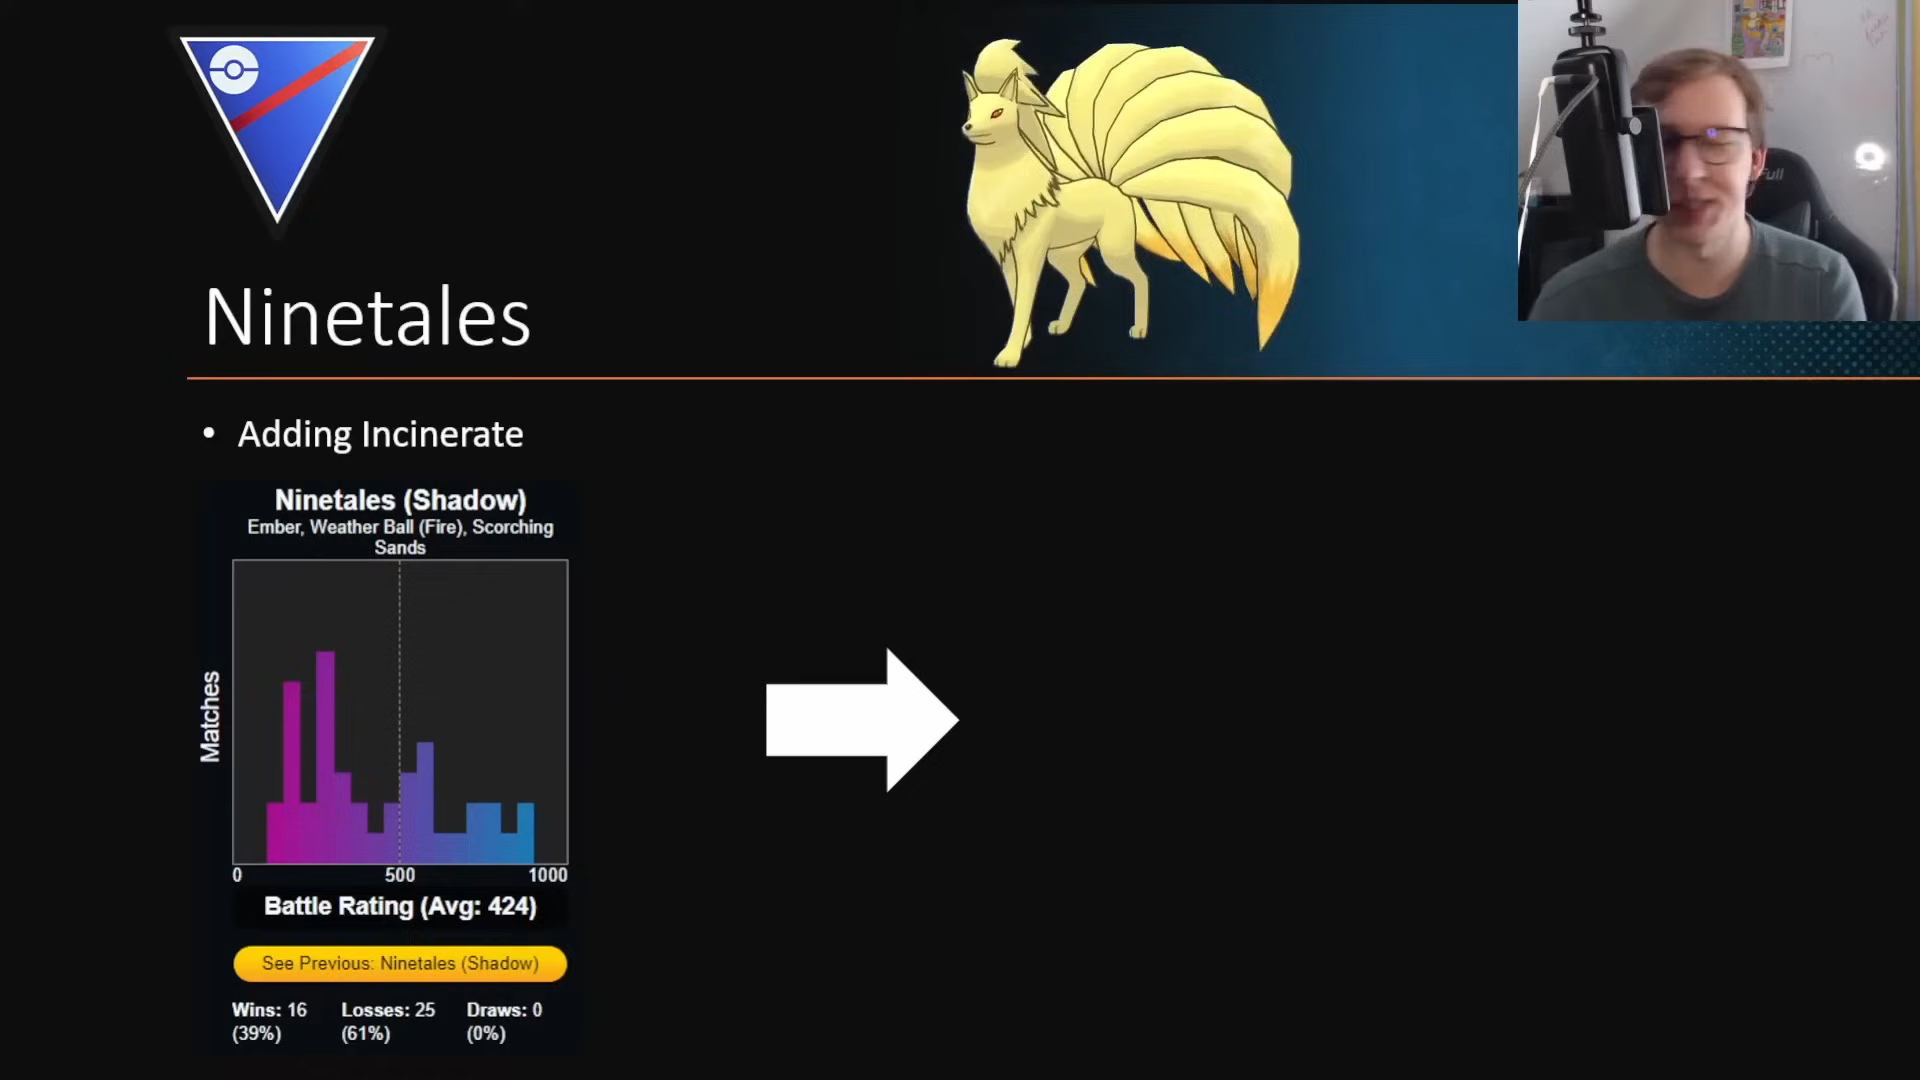 Full
Ninetales
• Adding Incinerate
Ninetales (Shadow)
Ember, Weather Ball (Fire), Scorching
Sands
Matches
0 500 1000
Battle Rating (Avg: 424)
See Previous: Ninetales (Shadow)
Wins: 16 Losses: 25 Draws: 0
(39%) (61%) (0%)